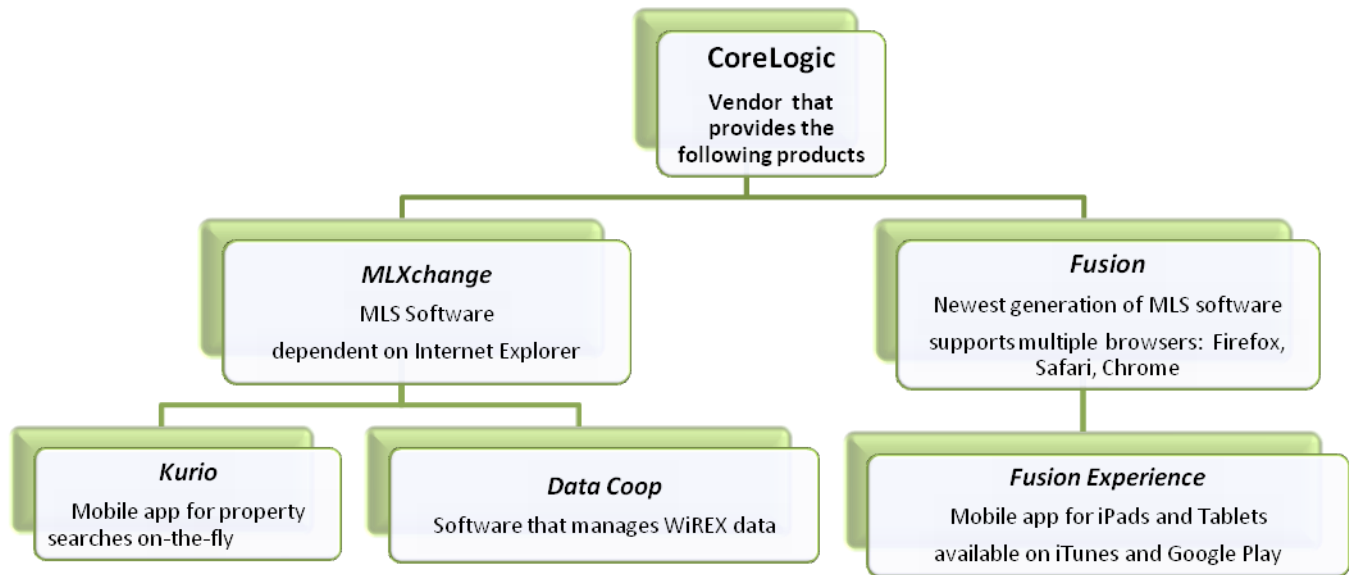 CoreLogic
Vendor that
provides the
following products
MLXchange
MLS Software
dependent on Internet Explorer
Fusion
Newest generation of MLS software
supports multiple browsers: Firefox,
Safari, Chrome
Kurio
Mobile app for property
searches on-the-fly
Data Coop
Software that manages WiREX data
Fusion Experience
Mobile app for iPads and Tablets
available on iTunes and Google Play